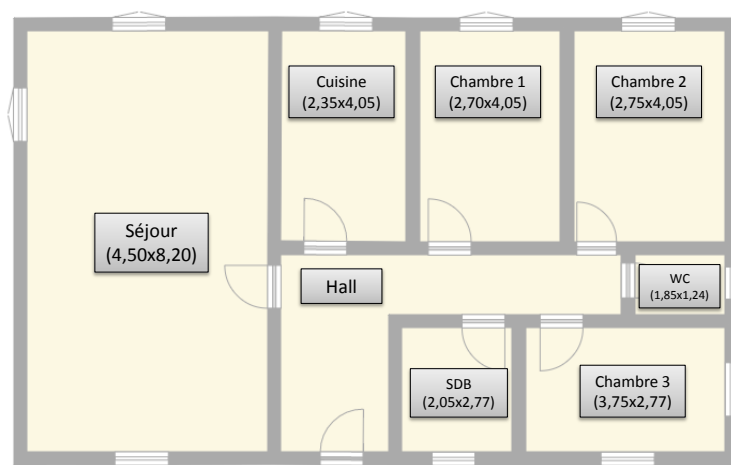 Cuisine
(2,35x4,05)
Chambre 1
(2,70x4,05)
Chambre 2
(2,75x4,05)
Séjour
(4,50x8,20)
Hall
WC
(1,85x1,24)
SDB
(2,05x2,77)
Chambre 3
(3,75x2,77)